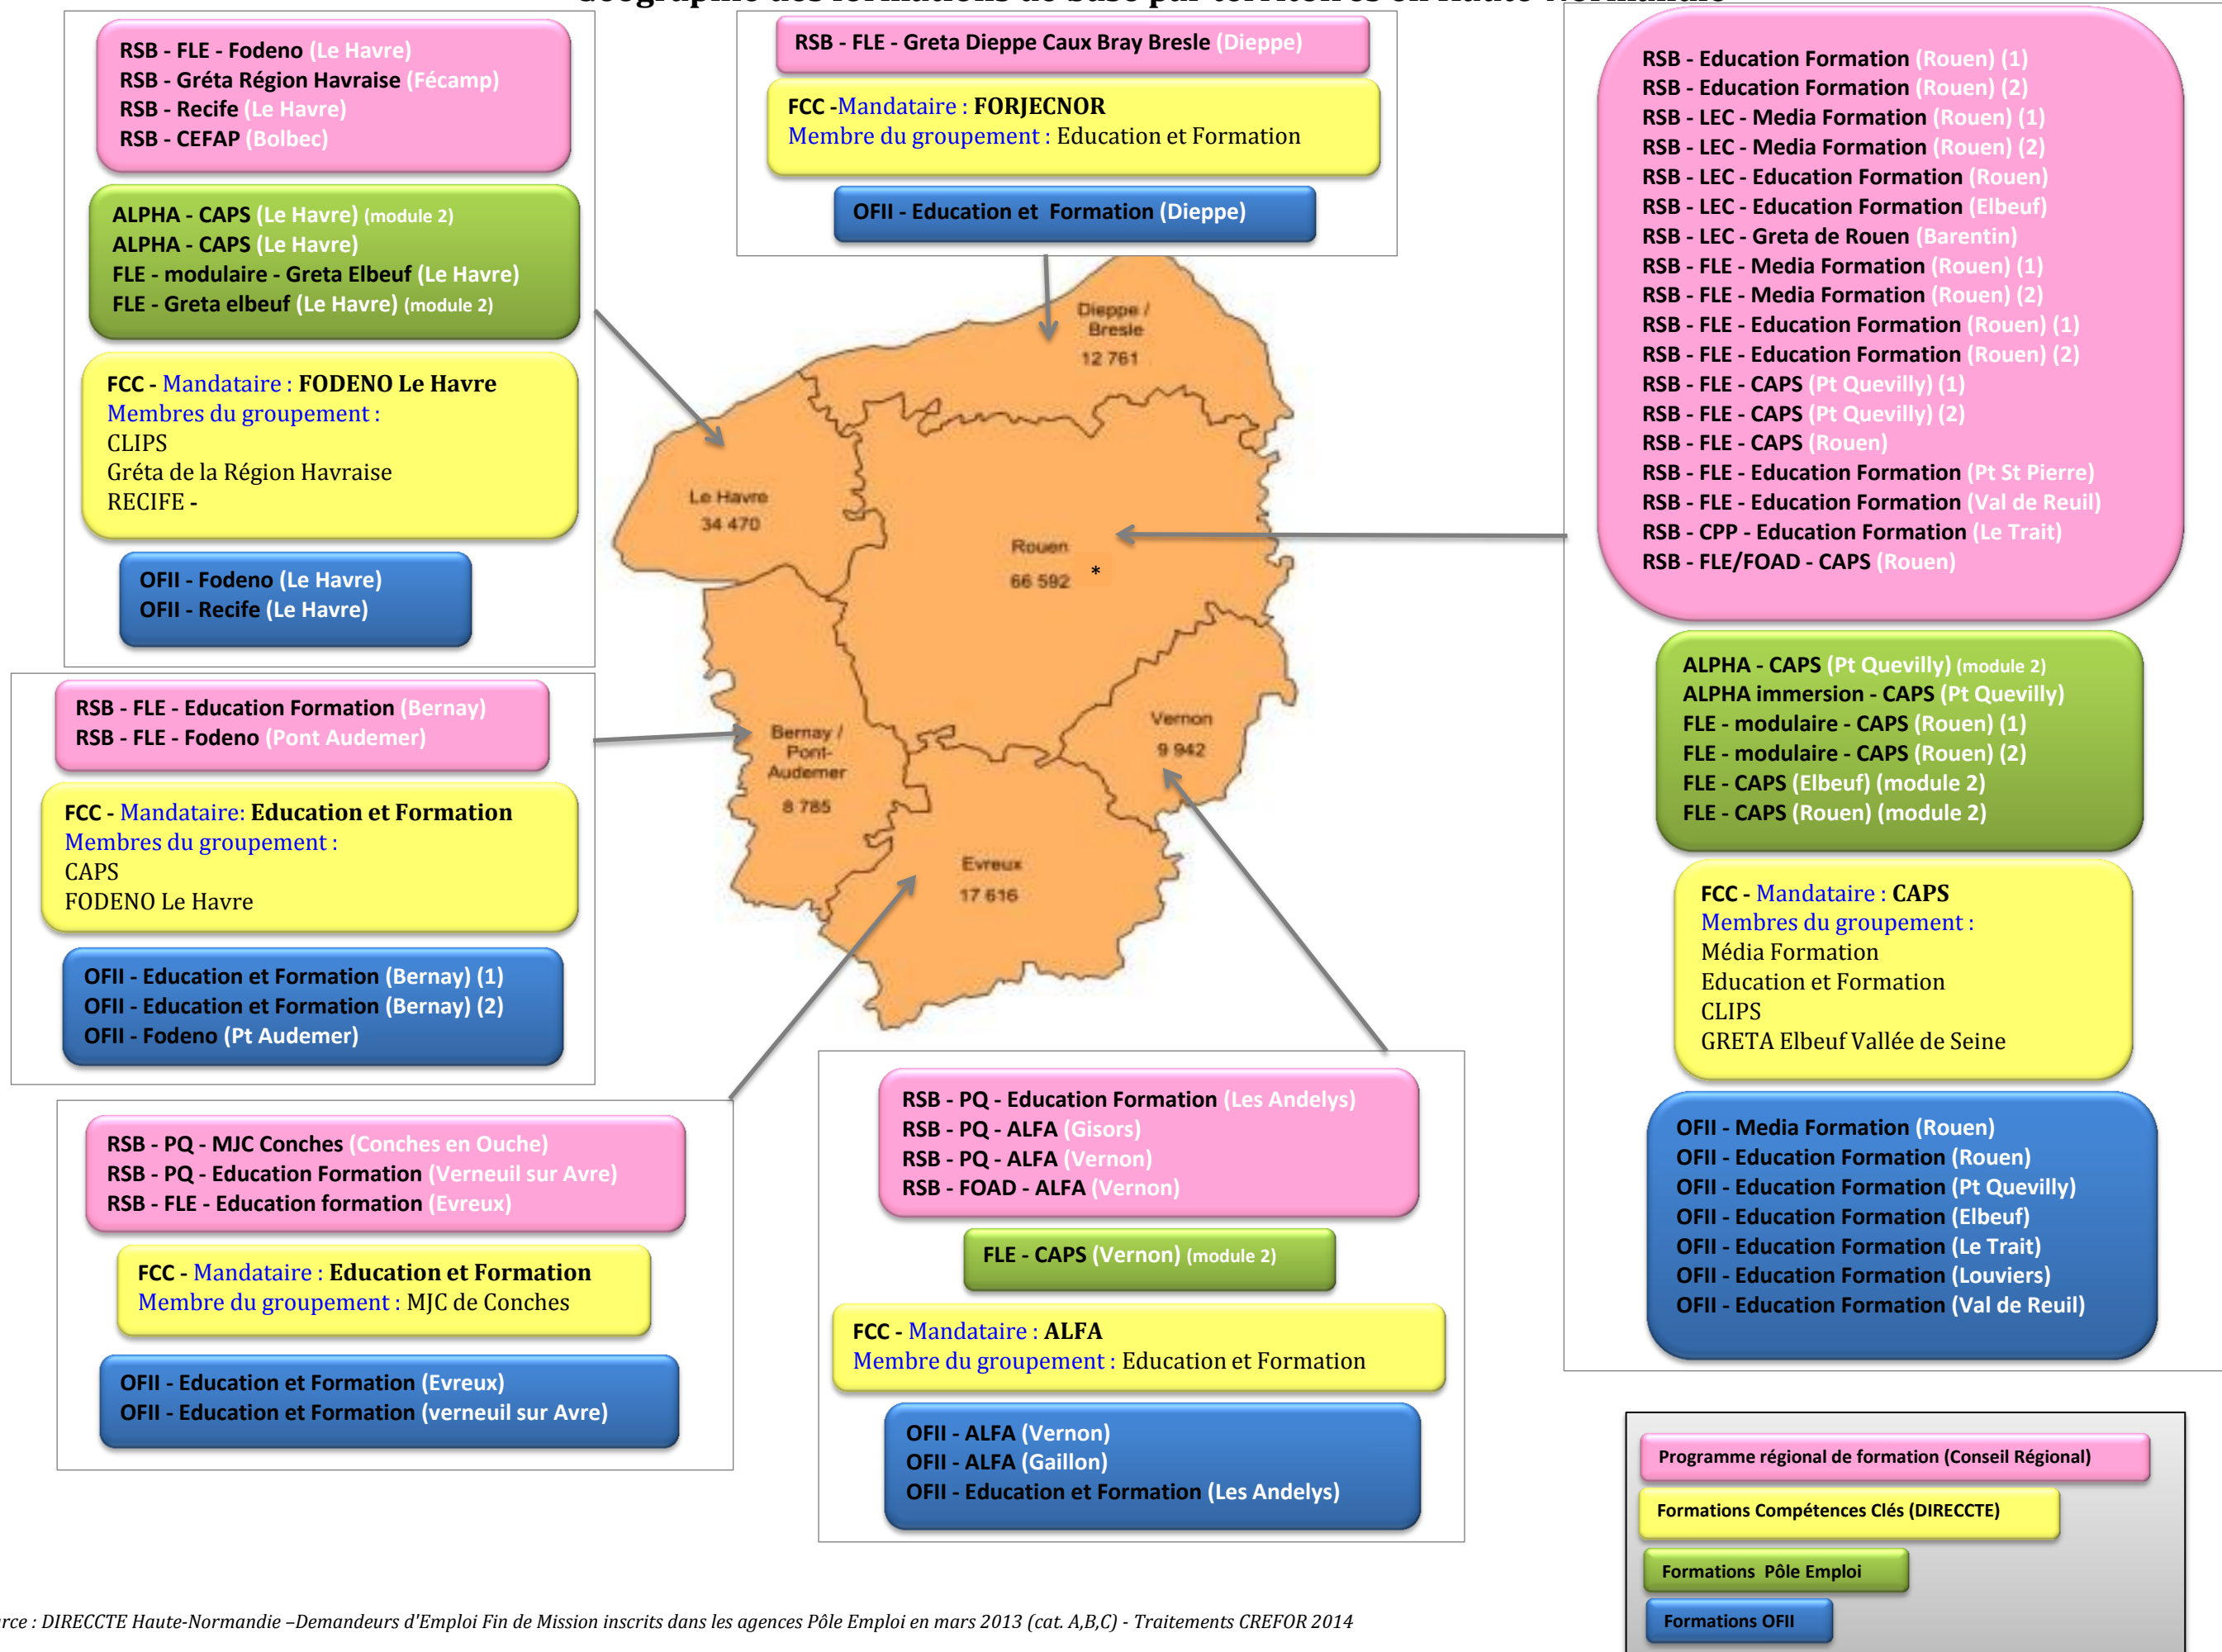 Géographie des formations de base par territoires en Haute-Normandie
RSB - FLE - Fodeno (Le Havre)
RSB - Gréta Région Havraise (Fécamp)
RSB - Recife (Le Havre)
RSB - CEFAP (Bolbec)
ALPHA - CAPS (Le Havre) (module 2)
ALPHA - CAPS (Le Havre)
FLE - modulaire - Greta Elbeuf (Le Havre)
FLE - Greta elbeuf (Le Havre) (module 2)
FCC - Mandataire : FODENO Le Havre
Membres du groupement :
CLIPS
Gréta de la Région Havraise
RECIFE -
OFII - Fodeno (Le Havre)
OFII - Recife (Le Havre)
RSB - FLE - Greta Dieppe Caux Bray Bresle (Dieppe)
FCC -Mandataire : FORJECNOR
Membre du groupement : Education et Formation
OFII - Education et  Formation (Dieppe)
RSB - Education Formation (Rouen) (1)
RSB - Education Formation (Rouen) (2)
RSB - LEC - Media Formation (Rouen) (1)
RSB - LEC - Media Formation (Rouen) (2)
RSB - LEC - Education Formation (Rouen)
RSB - LEC - Education Formation (Elbeuf)
RSB - LEC - Greta de Rouen (Barentin)
RSB - FLE - Media Formation (Rouen) (1)
RSB - FLE - Media Formation (Rouen) (2)
RSB - FLE - Education Formation (Rouen) (1)
RSB - FLE - Education Formation (Rouen) (2)
RSB - FLE - CAPS (Pt Quevilly) (1)
RSB - FLE - CAPS (Pt Quevilly) (2)
RSB - FLE - CAPS (Rouen)
RSB - FLE - Education Formation (Pt St Pierre)
RSB - FLE - Education Formation (Val de Reuil)
RSB - CPP - Education Formation (Le Trait)
RSB - FLE/FOAD - CAPS (Rouen)
ALPHA - CAPS (Pt Quevilly) (module 2)
ALPHA immersion - CAPS (Pt Quevilly)
FLE - modulaire - CAPS (Rouen) (1)
FLE - modulaire - CAPS (Rouen) (2)
FLE - CAPS (Elbeuf) (module 2)
FLE - CAPS (Rouen) (module 2)
FCC - Mandataire : CAPS
Membres du groupement :
Média Formation
Education et Formation
CLIPS
GRETA Elbeuf Vallée de Seine
OFII - Media Formation (Rouen)
OFII - Education Formation (Rouen)
OFII - Education Formation (Pt Quevilly)
OFII - Education Formation (Elbeuf)
OFII - Education Formation (Le Trait)
OFII - Education Formation (Louviers)
OFII - Education Formation (Val de Reuil)
Dieppe /
Bresle
12 761
Le Havre
34 470
Rouen
66 592 *
Bernay /
Pont-
Audemer
8 785
Vernon
9 942
Evreux
17 616
RSB - FLE - Education Formation (Bernay)
RSB - FLE - Fodeno (Pont Audemer)
FCC - Mandataire: Education et Formation
Membres du groupement :
CAPS
FODENO Le Havre
OFII - Education et Formation (Bernay) (1)
OFII - Education et Formation (Bernay) (2)
OFII - Fodeno (Pt Audemer)
RSB - PQ - MJC Conches (Conches en Ouche)
RSB - PQ - Education Formation (Verneuil sur Avre)
RSB - FLE - Education formation (Evreux)
FCC - Mandataire : Education et Formation
Membre du groupement : MJC de Conches
OFII - Education et Formation (Evreux)
OFII - Education et Formation (verneuil sur Avre)
RSB - PQ - Education Formation (Les Andelys)
RSB - PQ - ALFA (Gisors)
RSB - PQ - ALFA (Vernon)
RSB - FOAD - ALFA (Vernon)
FLE - CAPS (Vernon) (module 2)
FCC - Mandataire : ALFA
Membre du groupement : Education et Formation
OFII - ALFA (Vernon)
OFII - ALFA (Gaillon)
OFII - Education et Formation (Les Andelys)
Programme régional de formation (Conseil Régional)
Formations Compétences Clés (DIRECCTE)
Formations  Pôle Emploi
Formations OFII
rce : DIRECCTE Haute-Normandie –Demandeurs d'Emploi Fin de Mission inscrits dans les agences Pôle Emploi en mars 2013 (cat. A,B,C) - Traitements CREFOR 2014